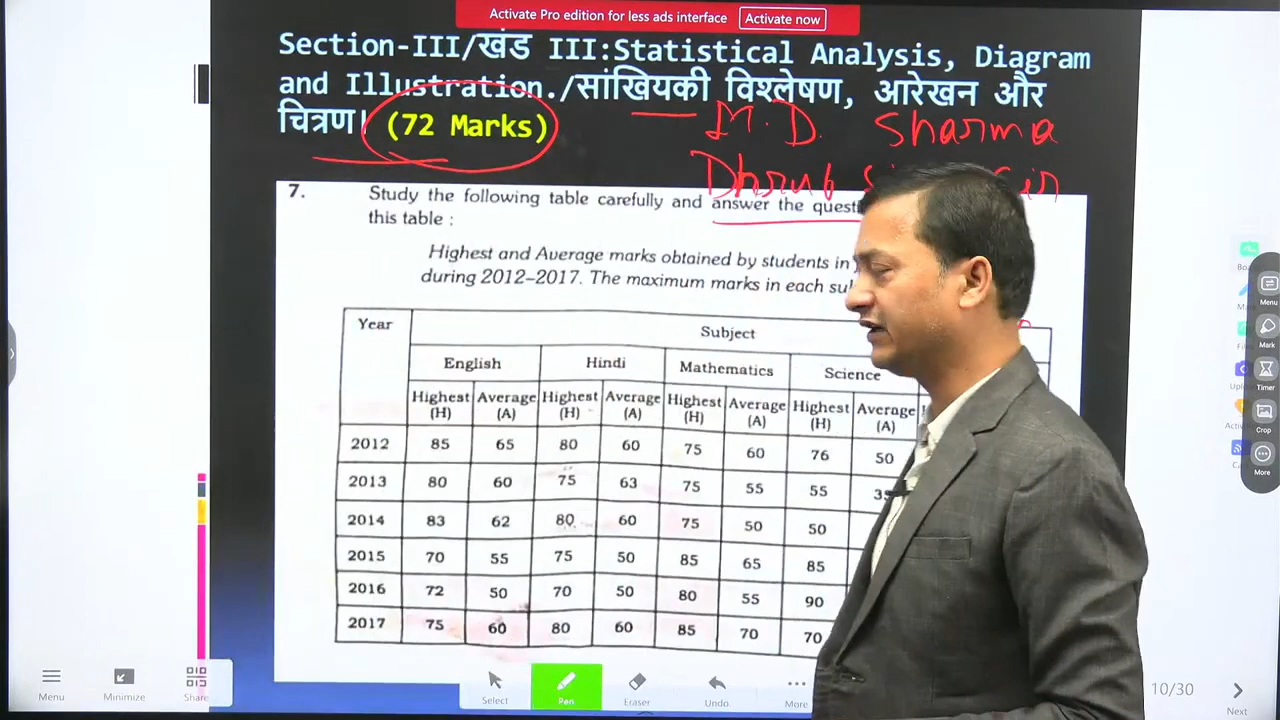 Activate Pro edition for less ads interface Activate now
Section-III/खंड III:Statistical Analysis, Diagram
and Illustration./सांख्यिकी विश्लेषण, आरेखन और
चित्रण। (72 Marks)
M.D. Sharma
Dhrub
7. Study the following table carefully and answer the
this table :
Highest and Average marks obtained by students in
during 2012–2017. The maximum marks in each
Year Subject
English Hindi Mathematics Science
Highest (H) Average (A) Highest (H) Average (A) Highest (H) Average (A) Highest (H) Average (A)
2012 85 65 80 60 75 60 76 50
2013 80 60 75 63 75 55 55
2014 83 62 80 60 75 50 50
2015 70 55 75 50 85 65 85
2016 72 50 70 50 80 55 90
2017 75 60 80 60 85 70 70
Menu
Mark
Timer
Crop
More
Menu Minimize Share Select Pen Eraser Undo More 10/30 Next